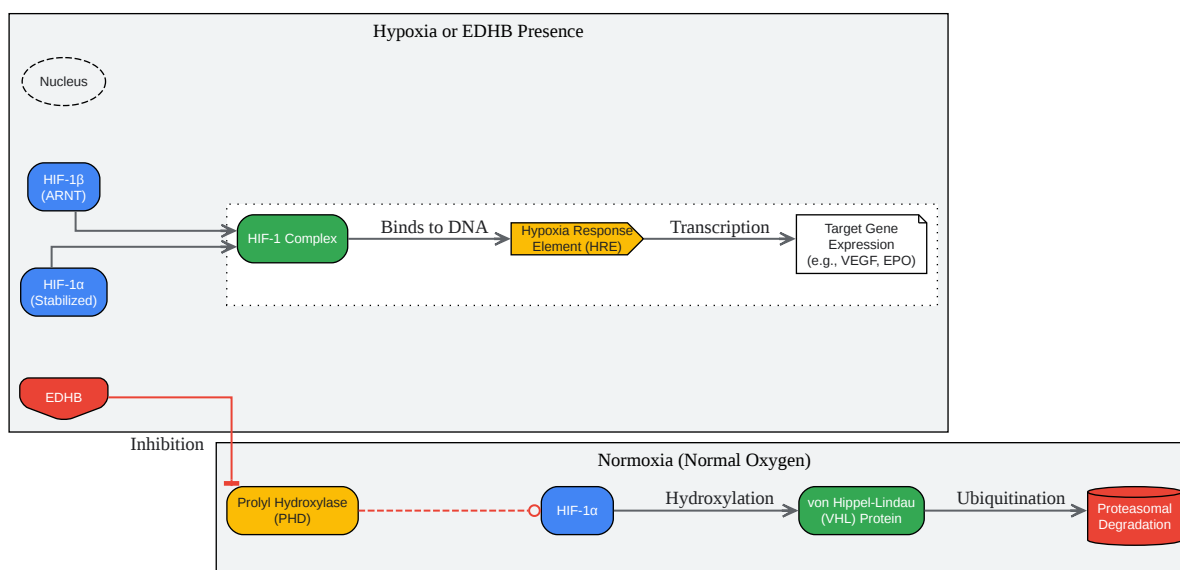 Hypoxia or EDHB Presence
Nucleus
HIF-1β
(ARNT)
HIF-1α
(Stabilized)
HIF-1 Complex
Binds to DNA
Hypoxia Response
Element (HRE)
Transcription
Target Gene
Expression
(e.g., VEGF, EPO)
EDHB
Inhibition
Normoxia (Normal Oxygen)
Prolyl Hydroxylase
(PHD)
HIF-1α
Hydroxylation
von Hippel-Lindau
(VHL) Protein
Ubiquitination
Proteasomal
Degradation